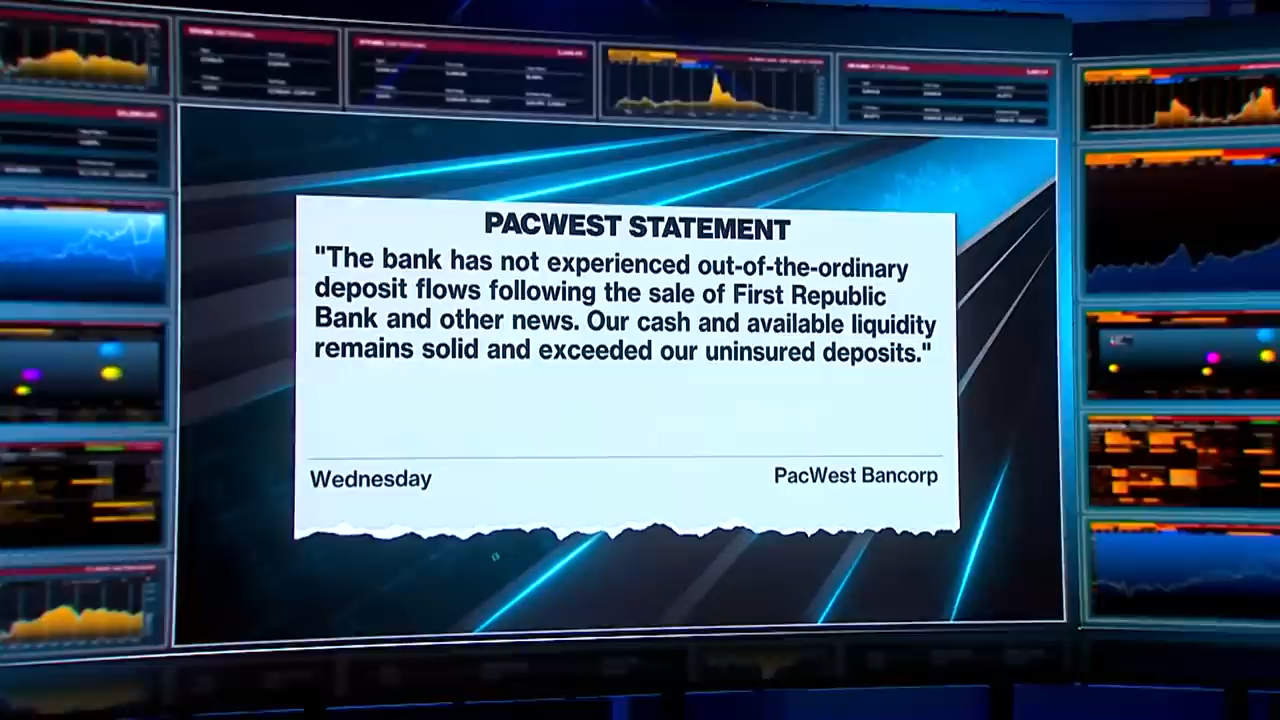 PACWEST STATEMENT
"The bank has not experienced out-of-the-ordinary
deposit flows following the sale of First Republic
Bank and other news. Our cash and available liquidity
remains solid and exceeded our uninsured deposits."
Wednesday
PacWest Bancorp